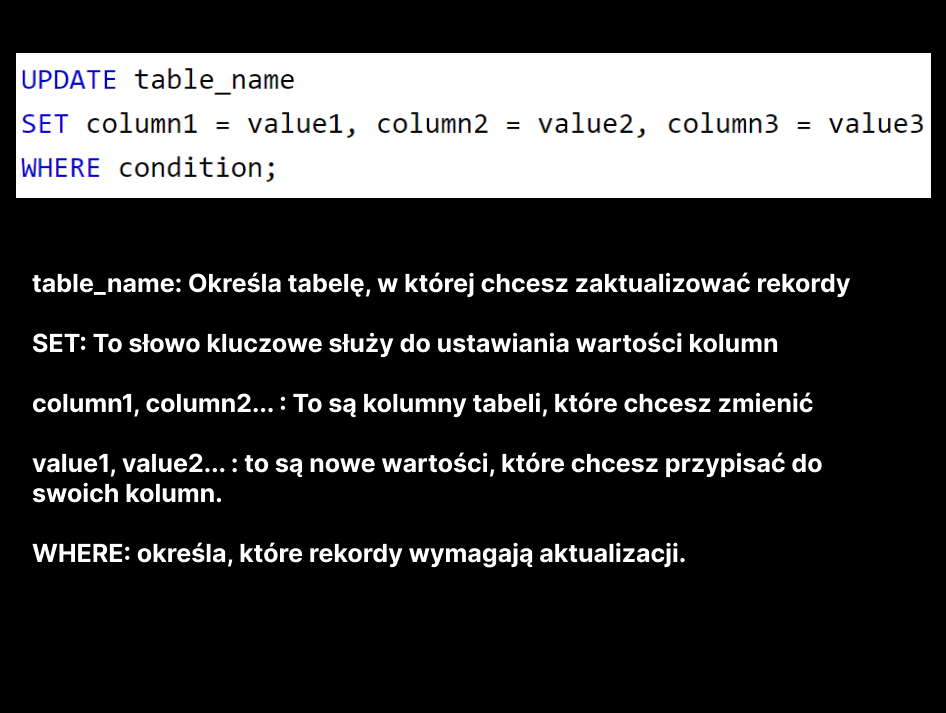 UPDATE table_name
SET column1 = value1, column2 = value2, column3 = value3
WHERE condition;
table_name: Określa tabelę, w której chcesz zaktualizować rekordy
SET: To słowo kluczowe służy do ustawiania wartości kolumn
column1, column2... : To są kolumny tabeli, które chcesz zmienić
value1, value2... : to są nowe wartości, które chcesz przypisać do
swoich kolumn.
WHERE: określa, które rekordy wymagają aktualizacji.